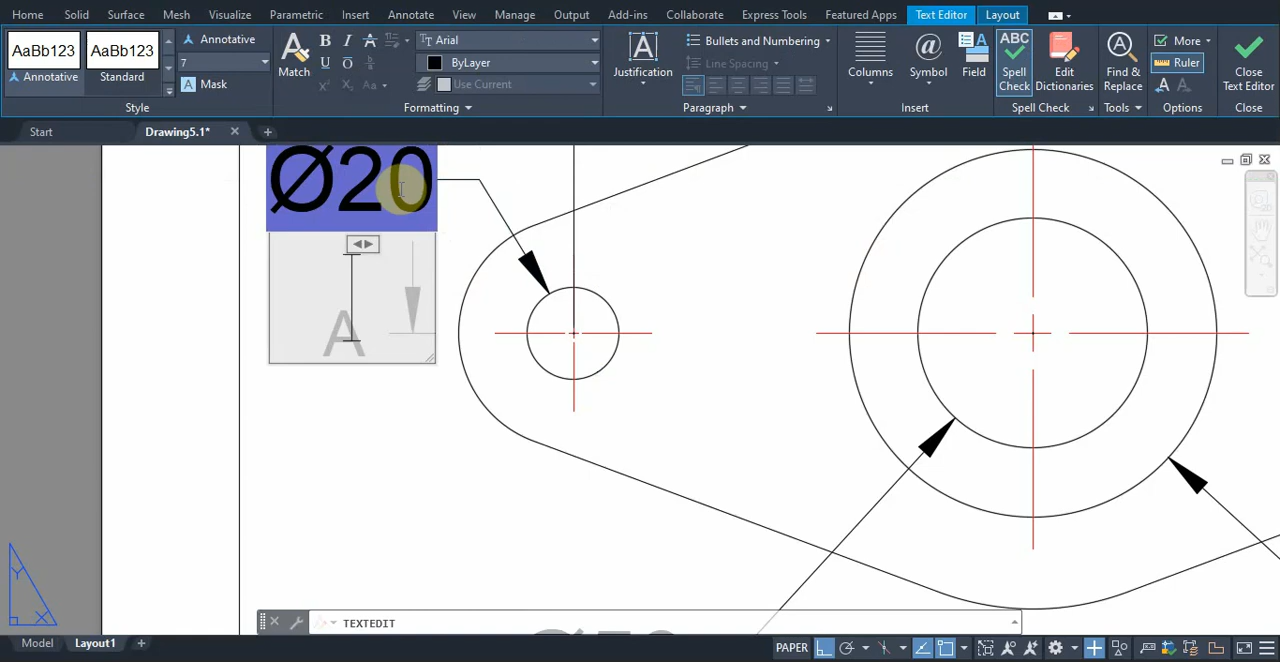 Home Solid Surface Mesh Visualize Parametric Insert Annotate View Manage Output Add-ins Collaborate Express Tools Featured Apps Text Editor Layout
AaBb123 AaBb123
Annotative Standard
Style
Annotative
7
Mask
Match
B I A
U O
Aa
Arial
ByLayer
Use Current
Formatting
A
Justification
Bullets and Numbering
Line Spacing
Paragraph
Columns
@
Symbol
Field
Insert
ABC
Spell
Check
Edit
Dictionaries
Spell Check
Find &
Replace
Tools
More
Ruler
Options
Close
Text Editor
Close
Start Drawing5.1*
Ø20
A
Y
X
TEXTEDIT
Model Layout1
PAPER